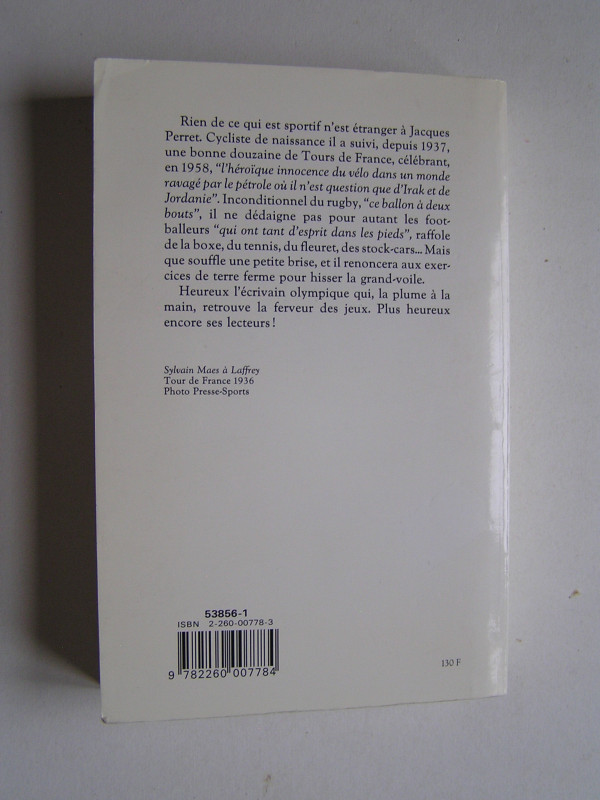 Rien de ce qui est sportif n'est étranger à Jacques
Perret. Cycliste de naissance il a suivi, depuis 1937,
une bonne douzaine de Tours de France, célébrant,
en 1958, “l'héroïque innocence du vélo dans un monde
ravagé par le pétrole où il n'est question que d'Irak et de
Jordanie”. Inconditionnel du rugby, “ce ballon à deux
bouts”, il ne dédaigne pas pour autant les foot-
balleurs “qui ont tant d'esprit dans les pieds”, raffole
de la boxe, du tennis, du fleuret, des stock-cars... Mais
que souffle une petite brise, et il renoncera aux exer-
cices de terre ferme pour hisser la grand-voile.
Heureux l'écrivain olympique qui, la plume à la
main, retrouve la ferveur des jeux. Plus heureux
encore ses lecteurs !
Sylvain Maes à Laffrey
Tour de France 1936
Photo Presse-Sports
53856-1
ISBN 2-260-00778-3
9 782260 007784
130 F